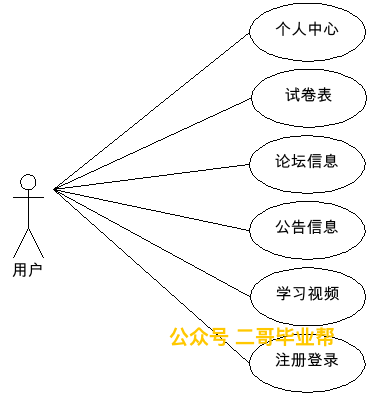 个人中心
试卷表
论坛信息
公告信息
用户
学习视频
公众号 二哥毕业帮
注册登录